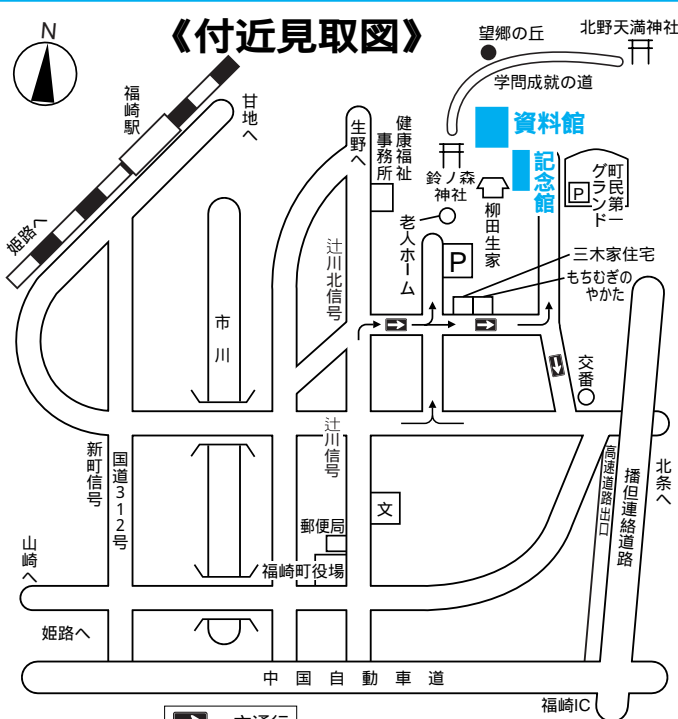 《付近見取図》
N
望郷の丘
北野天満神社
学問成就の道
資料館
記念館
町民第一
グランド
P
福崎駅
甘地へ
生野へ
健康福祉
事務所
鈴ノ森
神社
柳田生家
老人ホーム
P
姫路へ
三木家住宅
もちむぎの
やかた
辻川北信号
市川
交番
辻川信号
新町信号
国道312号
文
高速道路出口
播但連絡道路
北条へ
郵便局
福崎町役場
山崎へ
姫路へ
中国自動車道
福崎IC